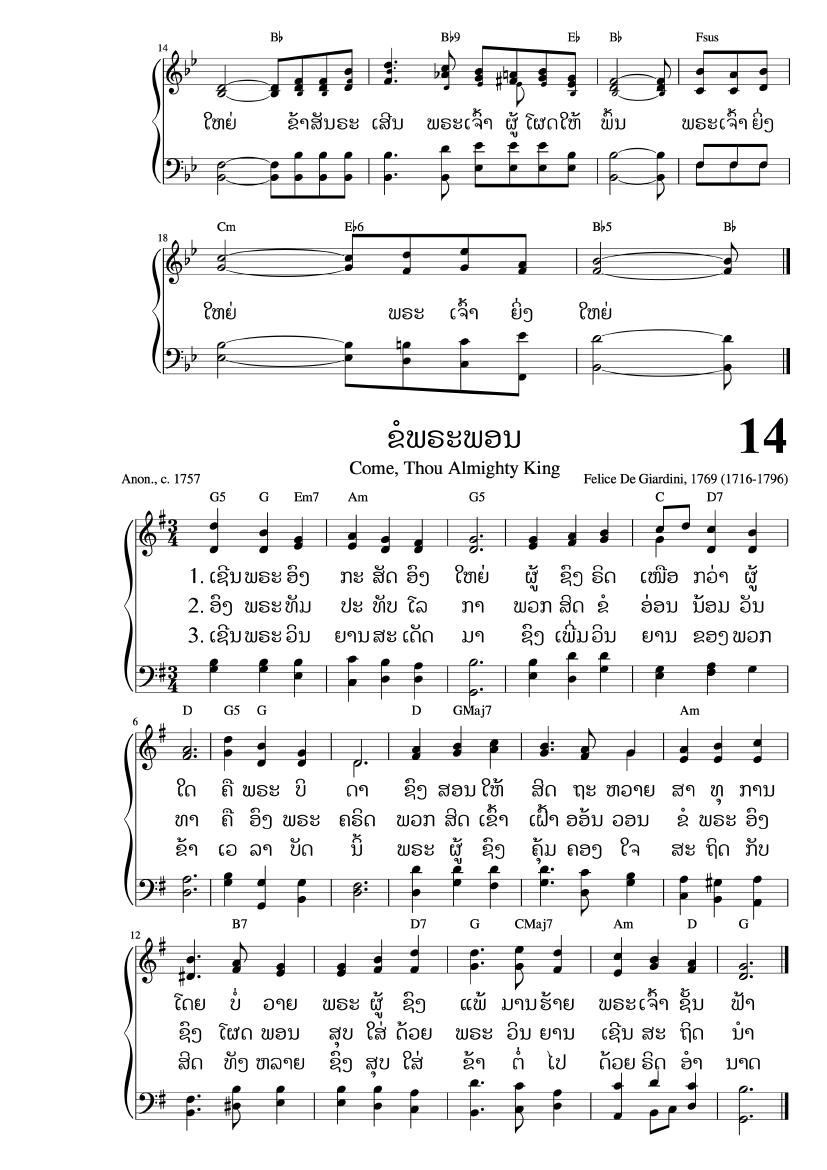 14 B♭ B♭9 E♭ B♭ Fsus
ໃຫຍ່ ຂ້າສັນຣະ ເສີນ ພຣະເຈົ້າ ຜູ້ ໂຜດໃຫ້ ພົ້ນ ພຣະເຈົ້າ ຍິ່ງ
18 Cm E♭6 B♭5 B♭
ໃຫຍ່ ພຣະ ເຈົ້າ ຍິ່ງ ໃຫຍ່
ຂໍພຣະພອນ 14
Come, Thou Almighty King
Anon., c. 1757 Felice De Giardini, 1769 (1716-1796)
G5 G Em7 Am G5 C D7
1. ເຊີນ ພຣະ ອົງ ກະ ສັດ ອົງ ໃຫຍ່ ຜູ້ ຊົງ ຣິດ ເໜືອ ກວ່າ ຜູ້
2. ອົງ ພຣະ ທັມ ປະ ທັບ ໂລ ກາ ພວກ ສິດ ຂໍ ອ່ອນ ນ້ອມ ວັນ
3. ເຊີນ ພຣະ ວິນ ຍານ ສະ ເດັດ ມາ ຊົງ ເພີ່ມ ວິນ ຍານ ຂອງ ພວກ
6 D G5 G D GMaj7 Am
ໃດ ຄື ພຣະ ບິ ດາ ຊົງ ສອນ ໃຫ້ ສິດ ຖະ ຫວາຍ ສາ ທຸ ການ
ທາ ຄື ອົງ ພຣະ ຄຣິດ ພວກ ສິດ ເຂົ້າ ເຝົ້າ ອອັນ ວອນ ຂໍ ພຣະ ອົງ
ຂ້າ ເວ ລາ ບັດ ນີ້ ພຣະ ຜູ້ ຊົງ ຄຸ້ມ ຄອງ ໃຈ ສະ ຖິດ ກັບ
12 B7 D7 G CMaj7 Am D G
ໂດຍ ບໍ່ ວາຍ ພຣະ ຜູ້ ຊົງ ແພ້ ມານ ຮ້າຍ ພຣະເຈົ້າ ຊັ້ນ ຟ້າ
ຊົງ ໂຜດ ພອນ ສຸບ ໃສ່ ດ້ວຍ ພຣະ ວິນ ຍານ ເຊີນ ສະ ຖິດ ນຳ
ສິດ ທັງ ຫລາຍ ຊົງ ສຸບ ໃສ່ ຂ້າ ຕໍ່ ໄປ ດ້ວຍ ຣິດ ອຳ ນາດ